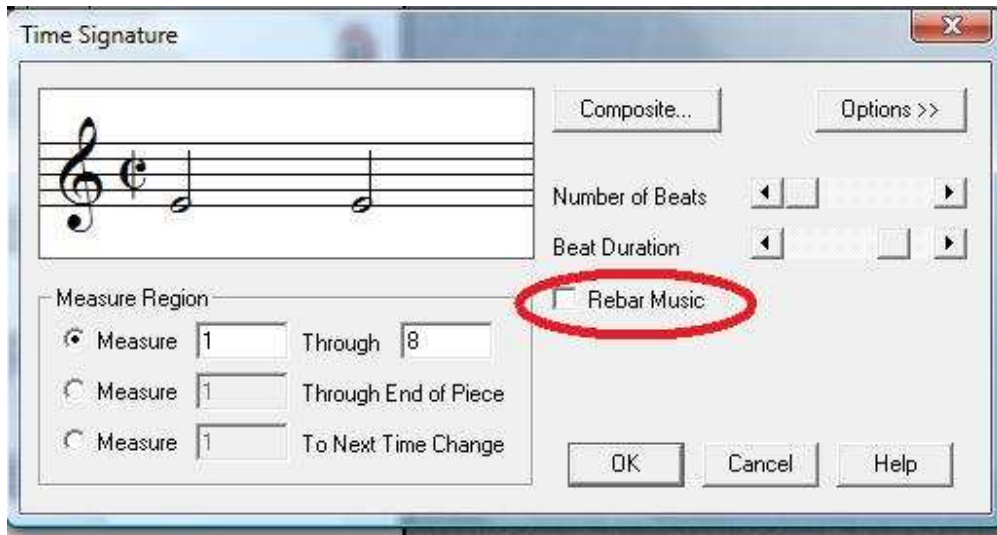 Time Signature
Composite...
Options >>
Number of Beats
Beat Duration
Rebar Music
Measure Region
Measure 1 Through 8
Measure 1 Through End of Piece
Measure 1 To Next Time Change
OK
Cancel
Help